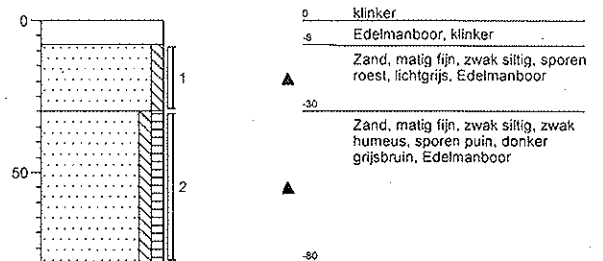 0
50
1
2
0 klinker
-8 Edelmanboor, klinker
Zand, matig fijn, zwak siltig, sporen
roest, lichtgrijs, Edelmanboor
-30
Zand, matig fijn, zwak siltig, zwak
humeus, sporen puin, donker
grijsbruin, Edelmanboor
-80